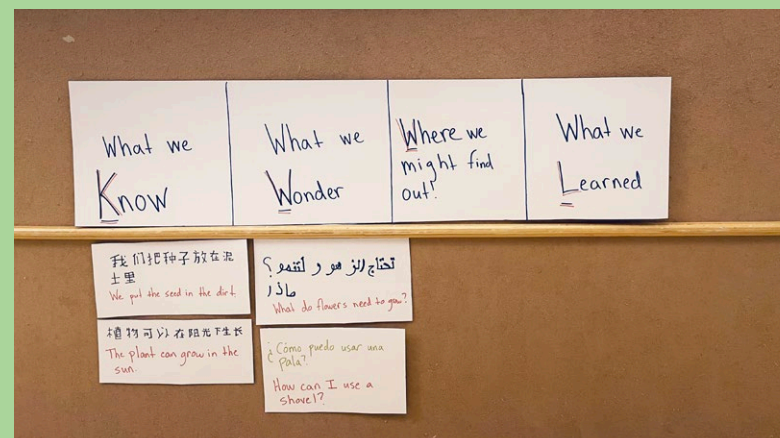 What we
Know
What we
Wonder
Where we
might find
out!
What we
Learned
我们把种子放在泥
土里
We put the seed in the dirt.
植物可以在阳光下生长
The plant can grow in the
sun.
تحتاج الزهور لتنمو؟
ماذا
What do flowers need to grow?
¿Cómo puedo usar una
pala?
How can I use a
shovel?